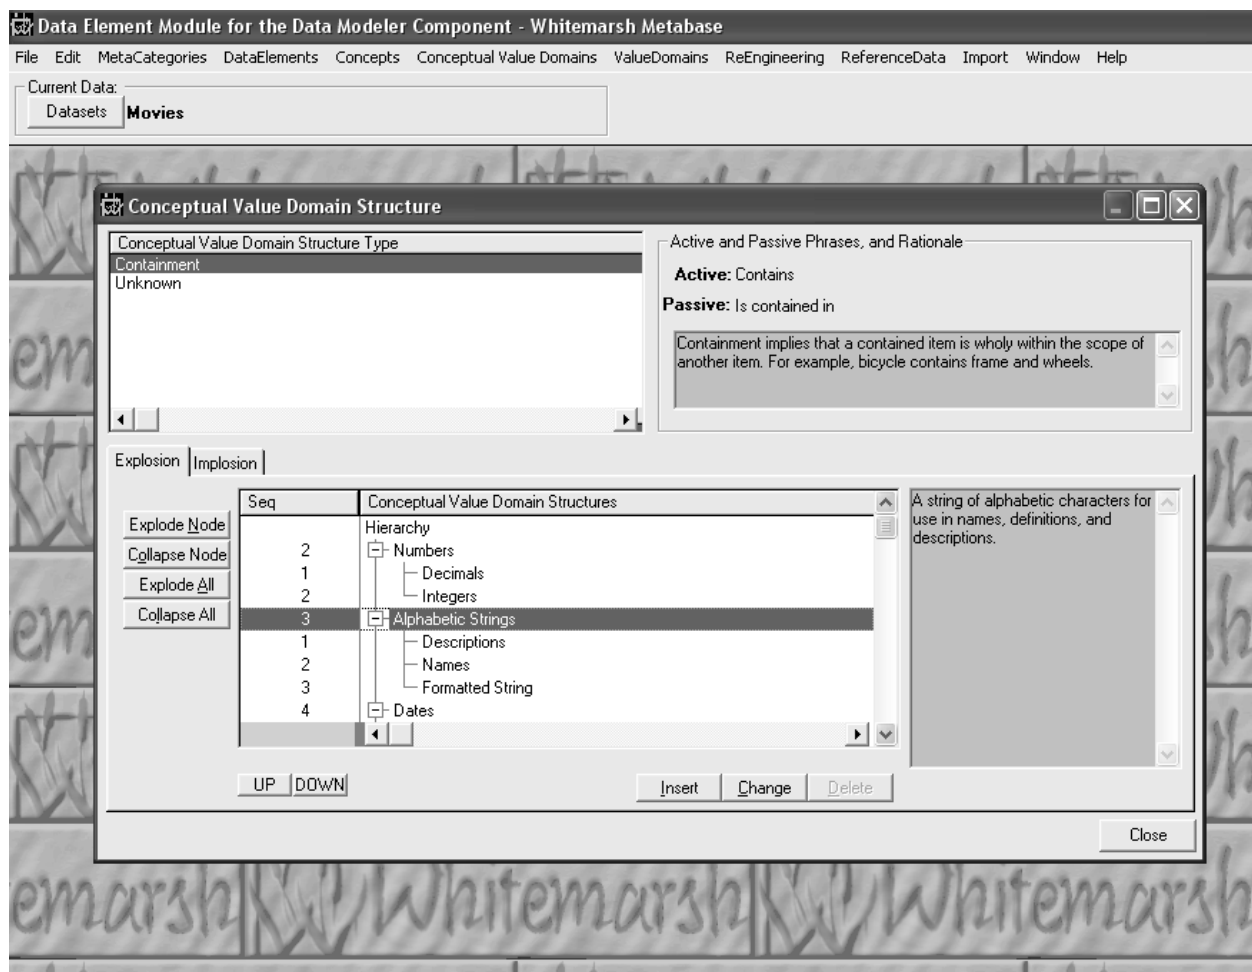 Data Element Module for the Data Modeler Component - Whitemarsh Metabase
File Edit MetaCategories DataElements Concepts Conceptual Value Domains ValueDomains ReEngineering ReferenceData Import Window Help
Current Data:
Datasets Movies
Conceptual Value Domain Structure
Conceptual Value Domain Structure Type
Containment
Unknown
Active and Passive Phrases, and Rationale
Active: Contains
Passive: Is contained in
Containment implies that a contained item is wholy within the scope of
another item. For example, bicycle contains frame and wheels.
Explosion Implosion
Explode Node
Collapse Node
Explode All
Collapse All
Seq Conceptual Value Domain Structures
Hierarchy
2 Numbers
1 Decimals
2 Integers
3 Alphabetic Strings
1 Descriptions
2 Names
3 Formatted String
4 Dates
A string of alphabetic characters for
use in names, definitions, and
descriptions.
UP DOWN
Insert Change Delete
Close
emarsh Whitemarsh Whitemarsh